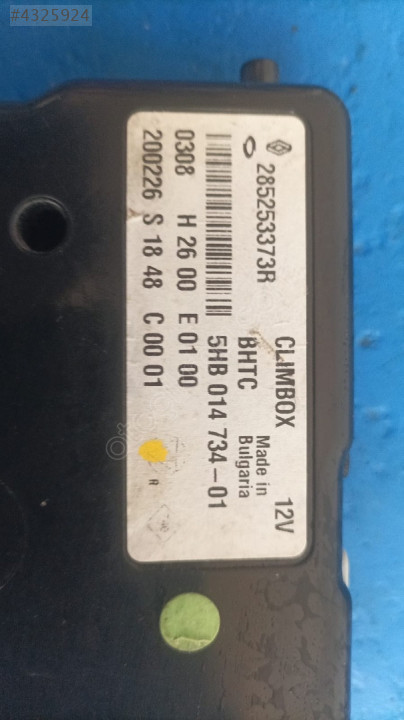 #4325924
285253373R
CLIMBOX 12V
BHTC
Made in
Bulgaria
5HB 014 734-01
0308 H 26 00 E 01 00
200226 S 18 48 C 00 01
R